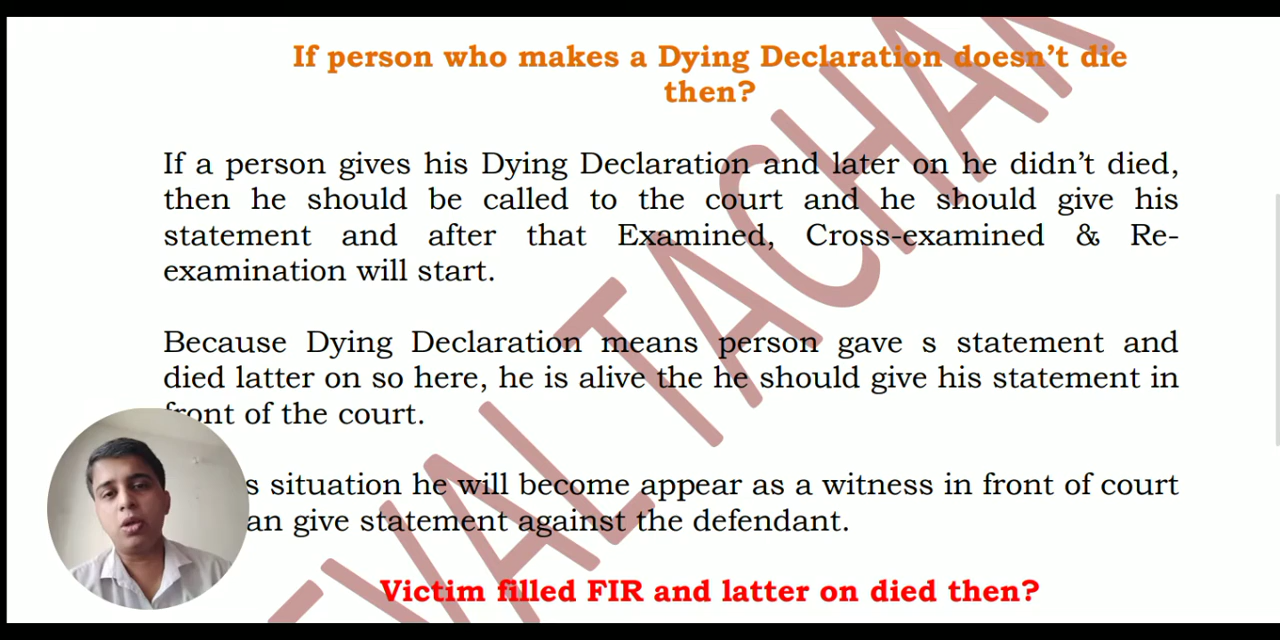 If person who makes a Dying Declaration doesn't die
then?
If a person gives his Dying Declaration and later on he didn't died,
then he should be called to the court and he should give his
statement and after that Examined, Cross-examined & Re-
examination will start.
Because Dying Declaration means person gave s statement and
died latter on so here, he is alive the he should give his statement in
front of the court.
situation he will become appear as a witness in front of court
give statement against the defendant.
Victim filled FIR and latter on died then?
EVAL TACHAK